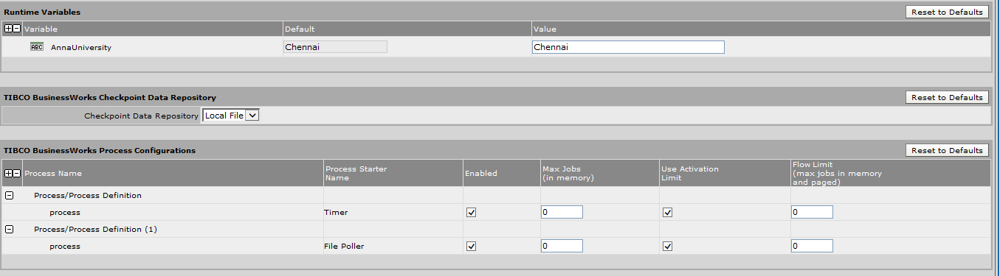 Runtime Variables Reset to Defaults
Variable Default Value
ABC AnnaUniversity Chennai Chennai
TIBCO BusinessWorks Checkpoint Data Repository Reset to Defaults
Checkpoint Data Repository Local File
TIBCO BusinessWorks Process Configurations Reset to Defaults
Process Name Process Starter Name Enabled Max Jobs (in memory) Use Activation Limit Flow Limit (max jobs in memory and paged)
Process/Process Definition
process Timer 0 0
Process/Process Definition (1)
process File Poller 0 0